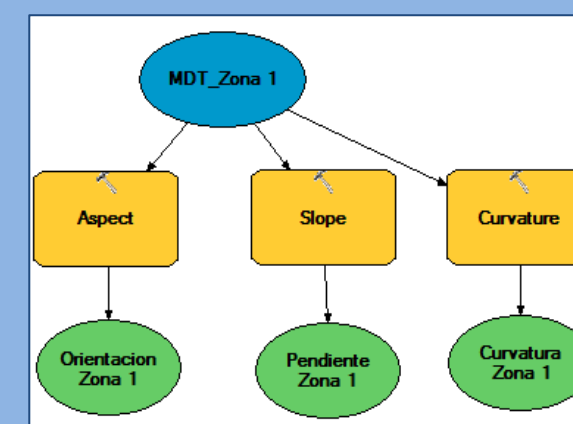 MDT_Zona 1
Aspect
Slope
Curvature
Orientacion
Zona 1
Pendiente
Zona 1
Curvatura
Zona 1